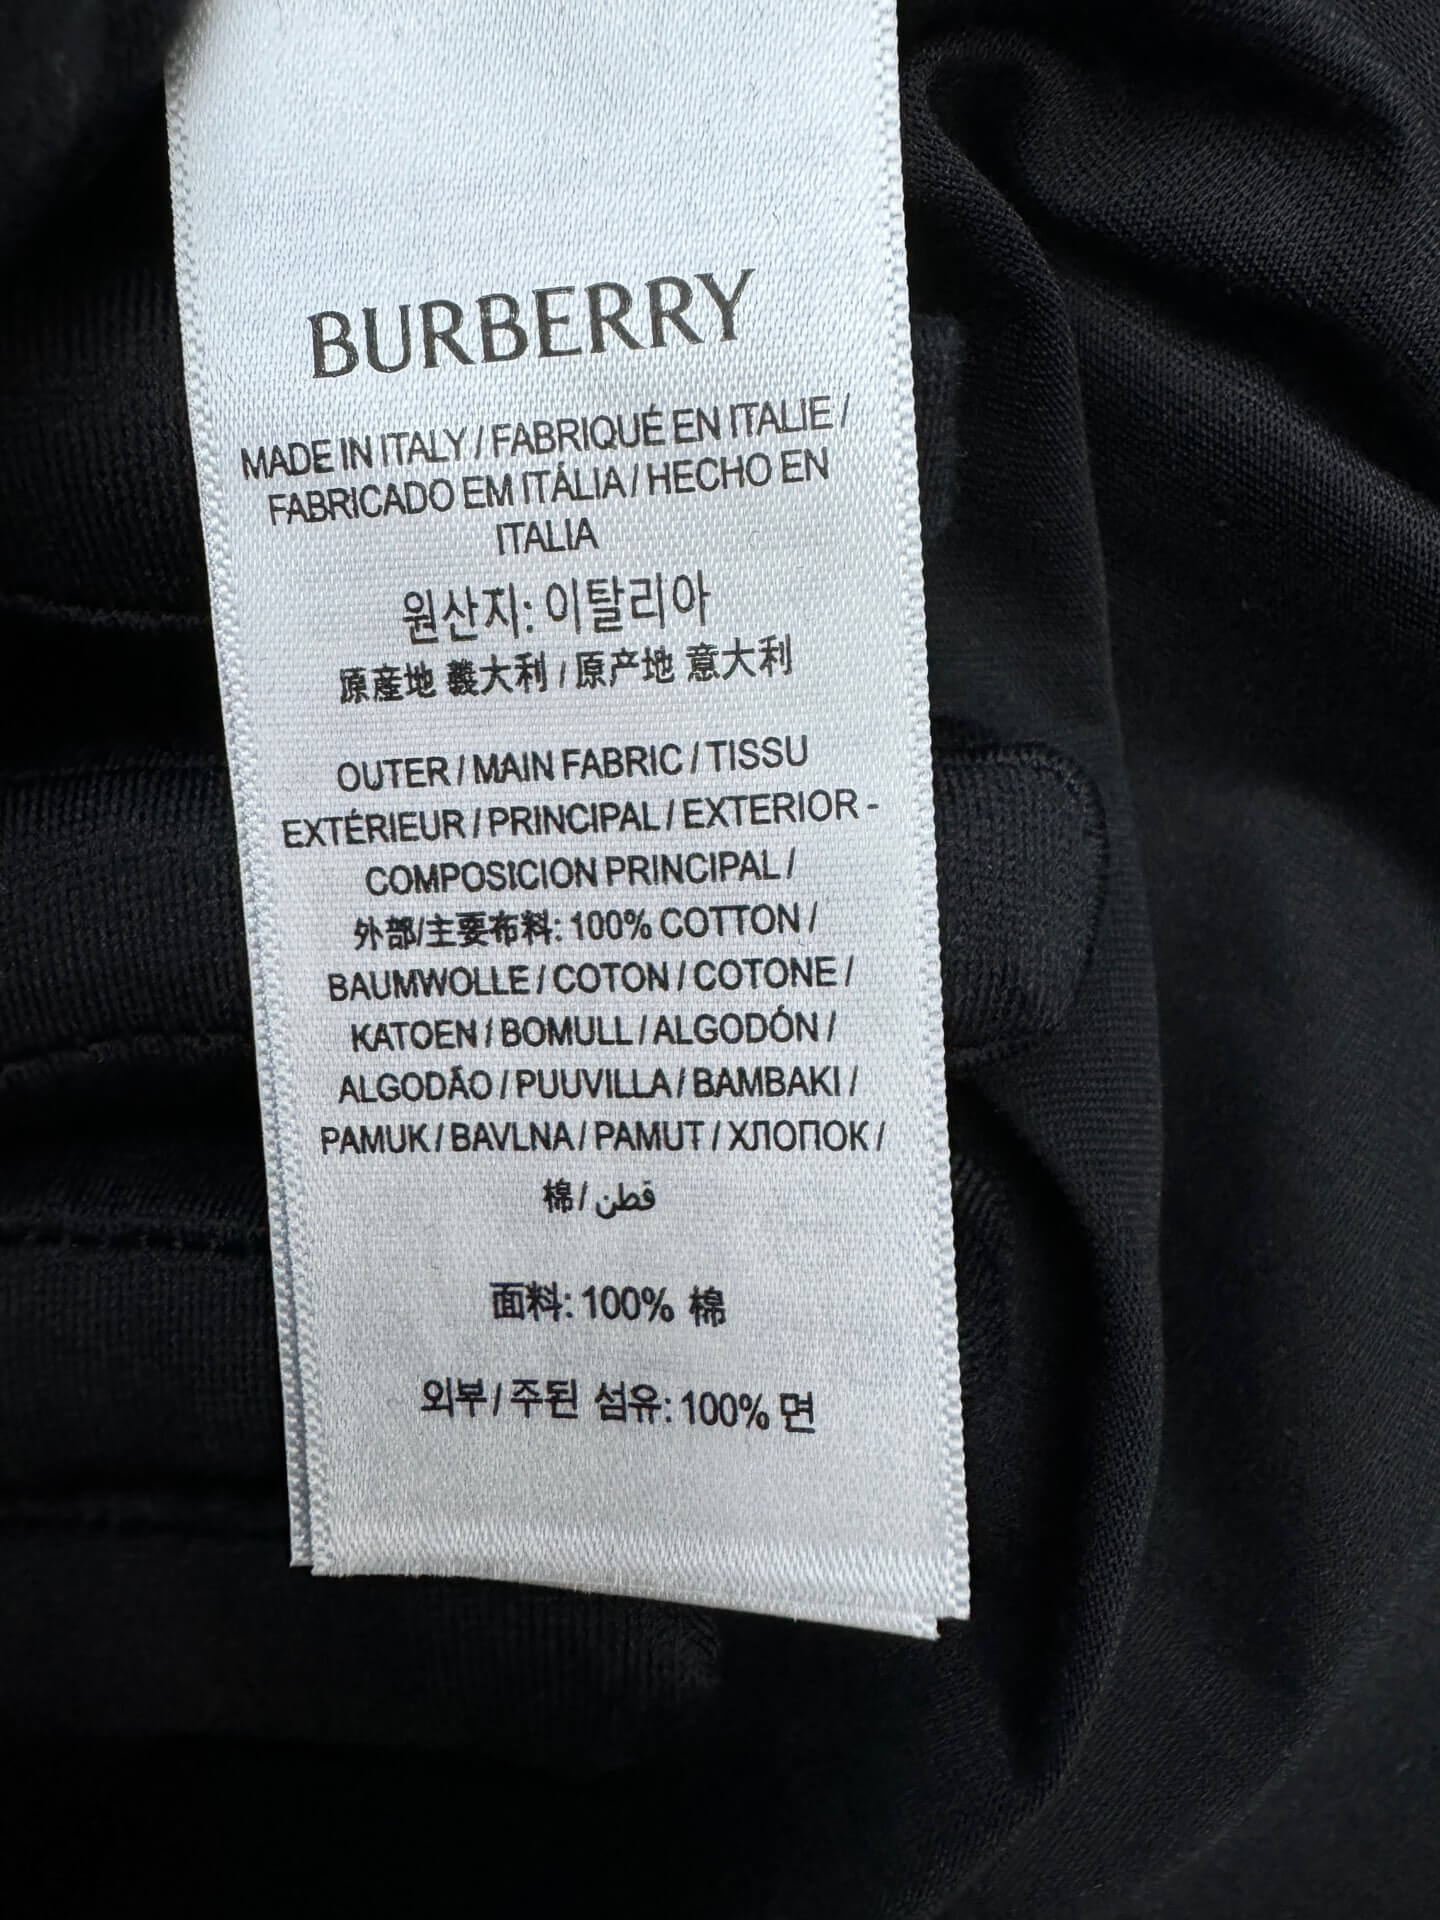 BURBERRY
MADE IN ITALY / FABRIQUÉ EN ITALIE /
FABRICADO EM ITÁLIA / HECHO EN
ITALIA
원산지: 이탈리아
原産地 義大利 / 原产地 意大利
OUTER / MAIN FABRIC / TISSU
EXTÉRIEUR / PRINCIPAL / EXTERIOR -
COMPOSICION PRINCIPAL /
外部/主要布料: 100% COTTON /
BAUMWOLLE / COTON / COTONE /
KATOEN / BOMULL / ALGODÓN /
ALGODÃO / PUUVILLA / BAMBAKI /
PAMUK / BAVLNA / PAMUT / ХЛОПОК /
棉 / قطن
面料: 100% 棉
외부 / 주된 섬유: 100% 면